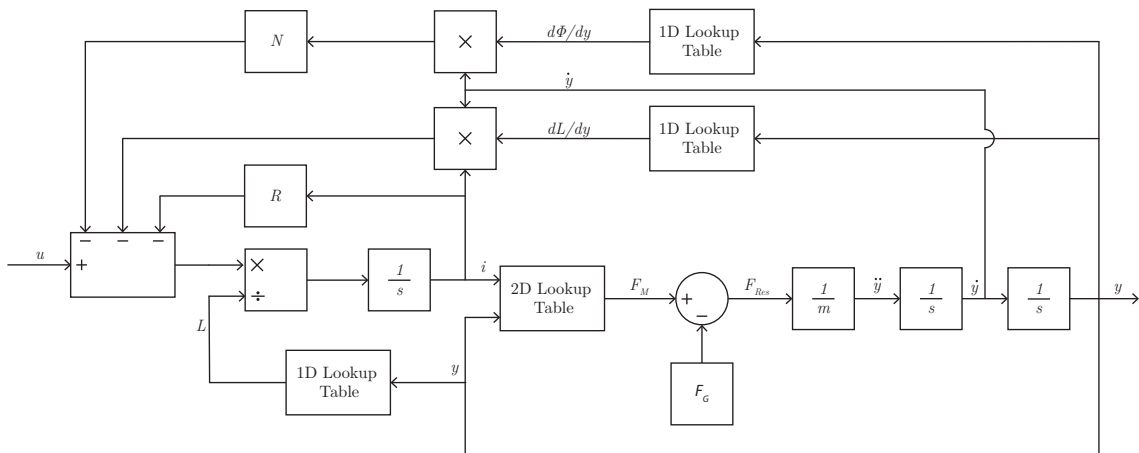 N
×
dΦ/dy
1D Lookup
Table
ẏ
×
dL/dy
1D Lookup
Table
R
− − −
u
+
×
÷
1
s
i
2D Lookup
Table
F_M
+
−
F_Res
1
m
ÿ
1
s
ẏ
1
s
y
L
1D Lookup
Table
y
F_G